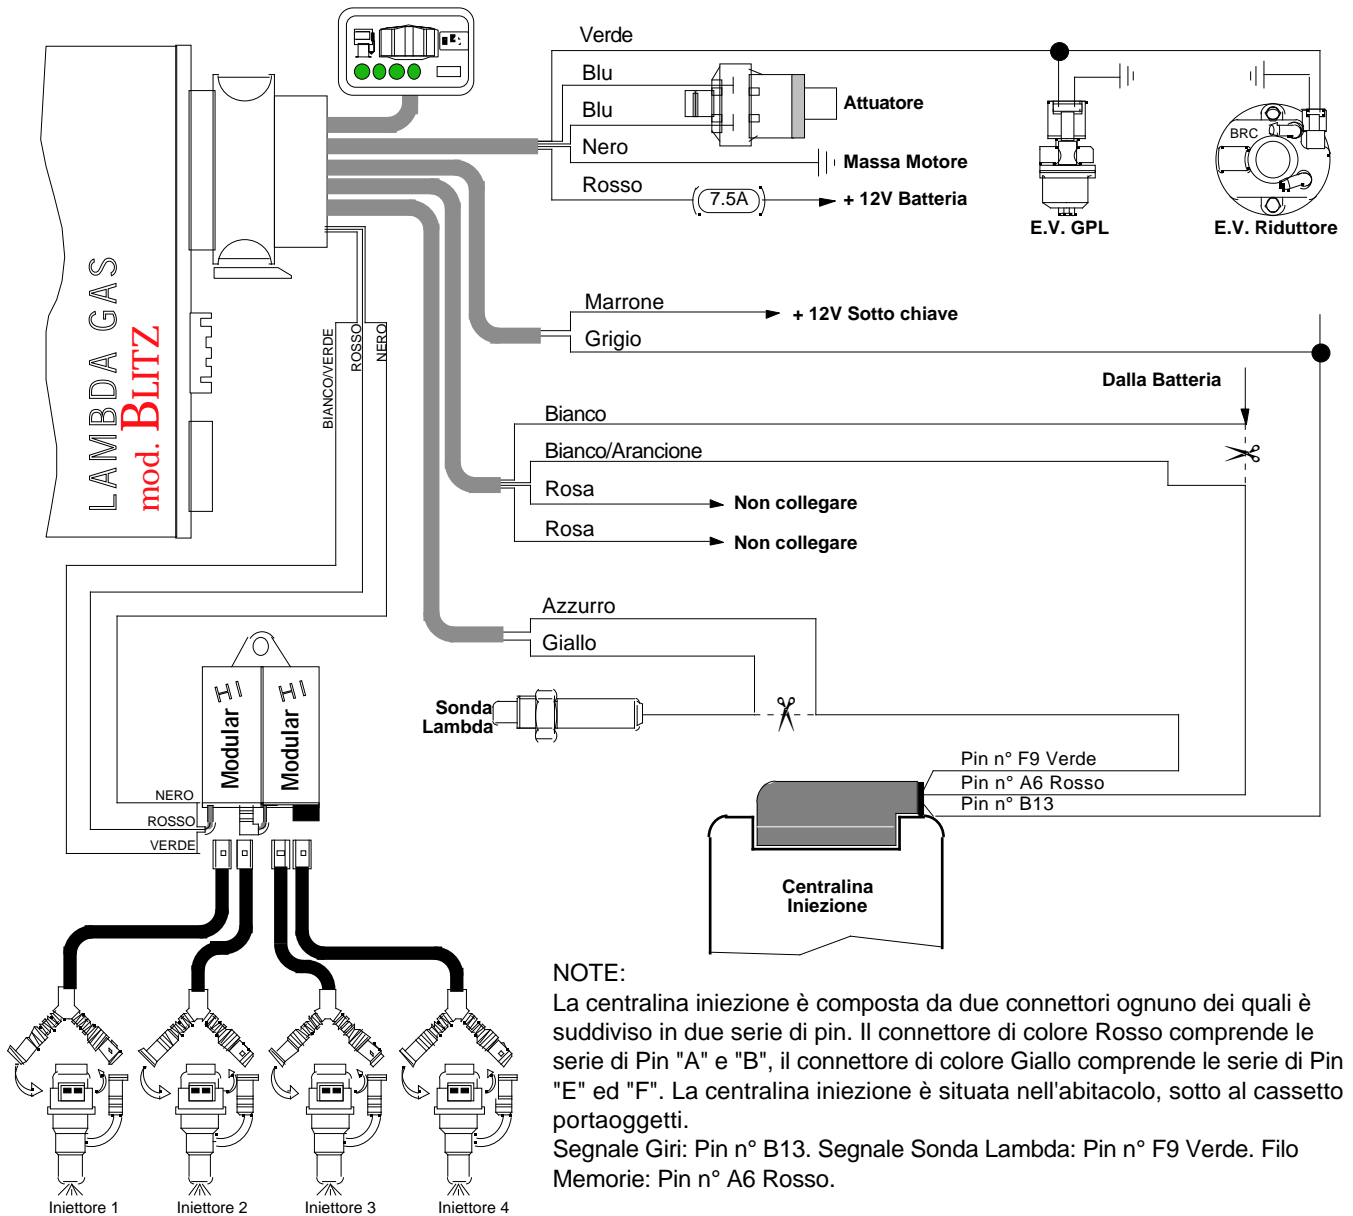 Verde
Blu
Blu
Nero
Rosso
7.5A
Attuatore
Massa Motore
+ 12V Batteria
BRC
E.V. GPL
E.V. Riduttore
LAMBDA GAS
mod. BLITZ
BIANCO/VERDE
ROSSO
NERO
Marrone
+ 12V Sotto chiave
Grigio
Dalla Batteria
Bianco
Bianco/Arancione
Rosa
Non collegare
Rosa
Non collegare
Azzurro
Giallo
Sonda
Lambda
Modular HI
Modular HI
NERO
ROSSO
VERDE
Pin n° F9 Verde
Pin n° A6 Rosso
Pin n° B13
Centralina
Iniezione
Iniettore 1
Iniettore 2
Iniettore 3
Iniettore 4
NOTE:
La centralina iniezione è composta da due connettori ognuno dei quali è
suddiviso in due serie di pin. Il connettore di colore Rosso comprende le
serie di Pin "A" e "B", il connettore di colore Giallo comprende le serie di Pin
"E" ed "F". La centralina iniezione è situata nell'abitacolo, sotto al cassetto
portaoggetti.
Segnale Giri: Pin n° B13. Segnale Sonda Lambda: Pin n° F9 Verde. Filo
Memorie: Pin n° A6 Rosso.